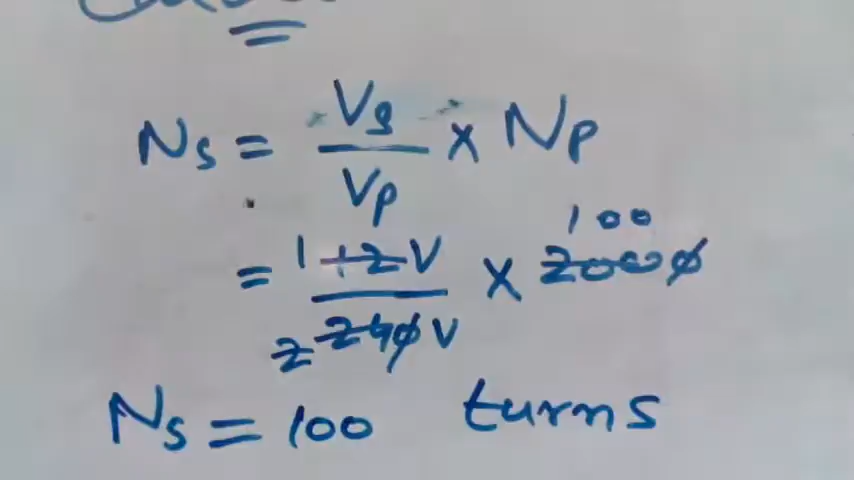 Ns = Vs/Vp × Np
= 1 12V/2 240V × 100 2000
Ns = 100 turns